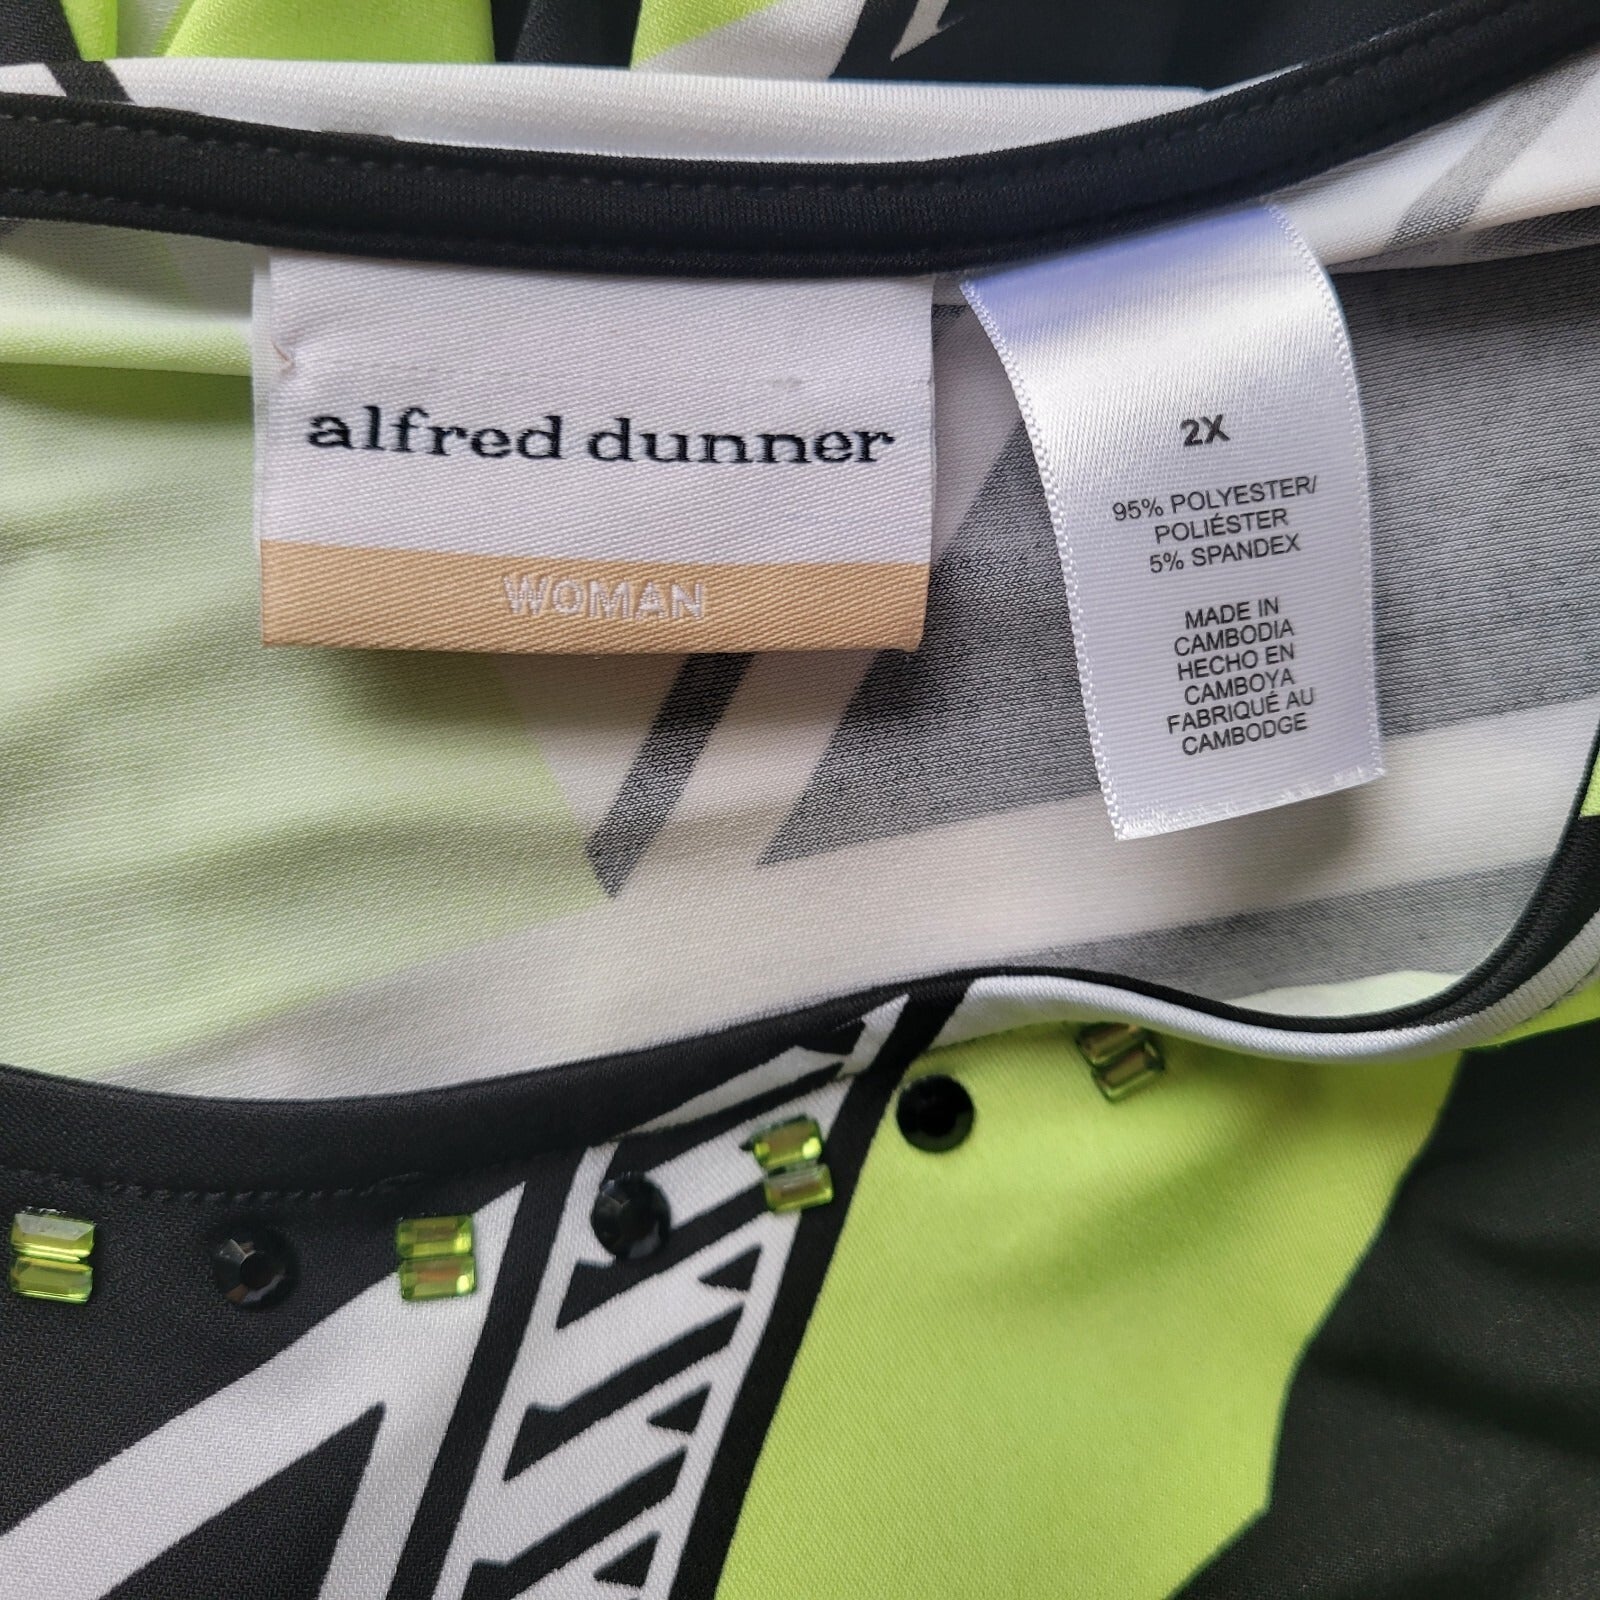 alfred dunner
WOMAN
2X
95% POLYESTER/
POLIÉSTER
5% SPANDEX
MADE IN
CAMBODIA
HECHO EN
CAMBOYA
FABRIQUÉ AU
CAMBODGE